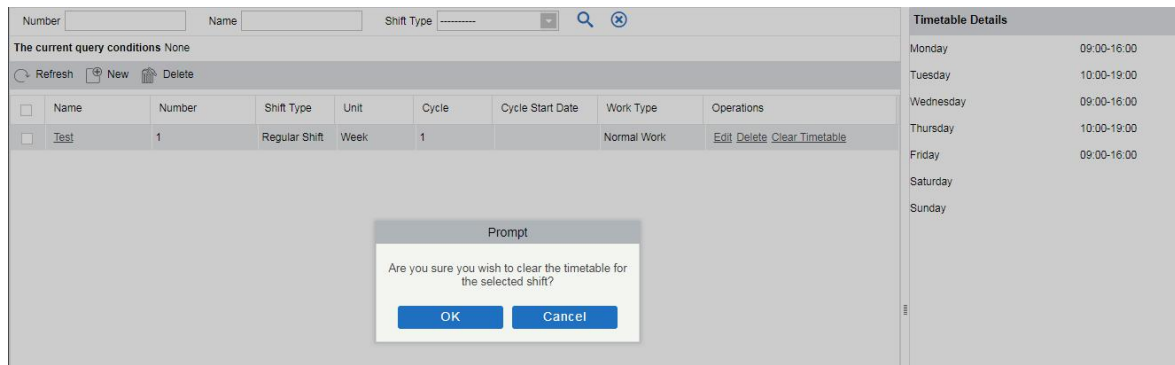 Number Name Shift Type ----------
The current query conditions None
Refresh New Delete
Name Number Shift Type Unit Cycle Cycle Start Date Work Type Operations
Test 1 Regular Shift Week 1 Normal Work Edit Delete Clear Timetable
Prompt
Are you sure you wish to clear the timetable for
the selected shift?
OK Cancel
Timetable Details
Monday 09:00-16:00
Tuesday 10:00-19:00
Wednesday 09:00-16:00
Thursday 10:00-19:00
Friday 09:00-16:00
Saturday
Sunday